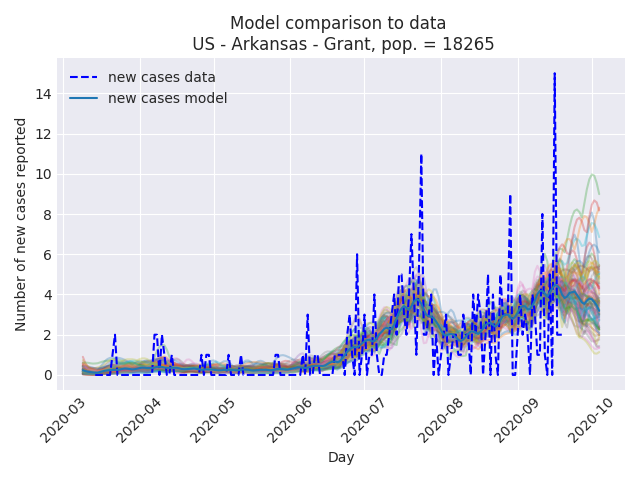 Model comparison to data
US - Arkansas - Grant, pop. = 18265
new cases data
new cases model
Number of new cases reported
14
12
10
8
6
4
2
0
2020-03
2020-04
2020-05
2020-06
2020-07
2020-08
2020-09
2020-10
Day